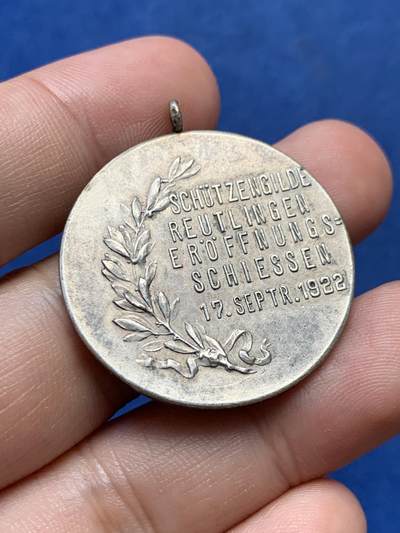 SCHÜTZENGILDE
REUTLINGEN
ERÖFFNUNGS-
SCHIESSEN
17. SEPTR. 1922